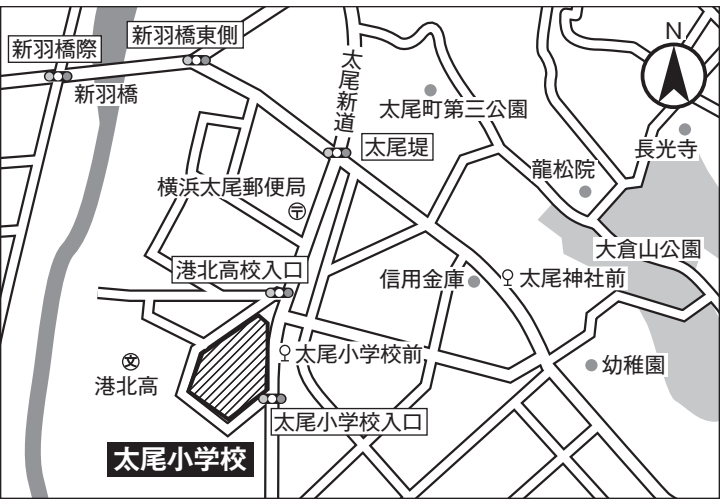 新羽橋際
新羽橋東側
N
新羽橋
太尾新道
太尾町第三公園
太尾堤
長光寺
龍松院
横浜太尾郵便局
〒
大倉山公園
港北高校入口
信用金庫
太尾神社前
太尾小学校前
文
港北高
幼稚園
太尾小学校入口
太尾小学校